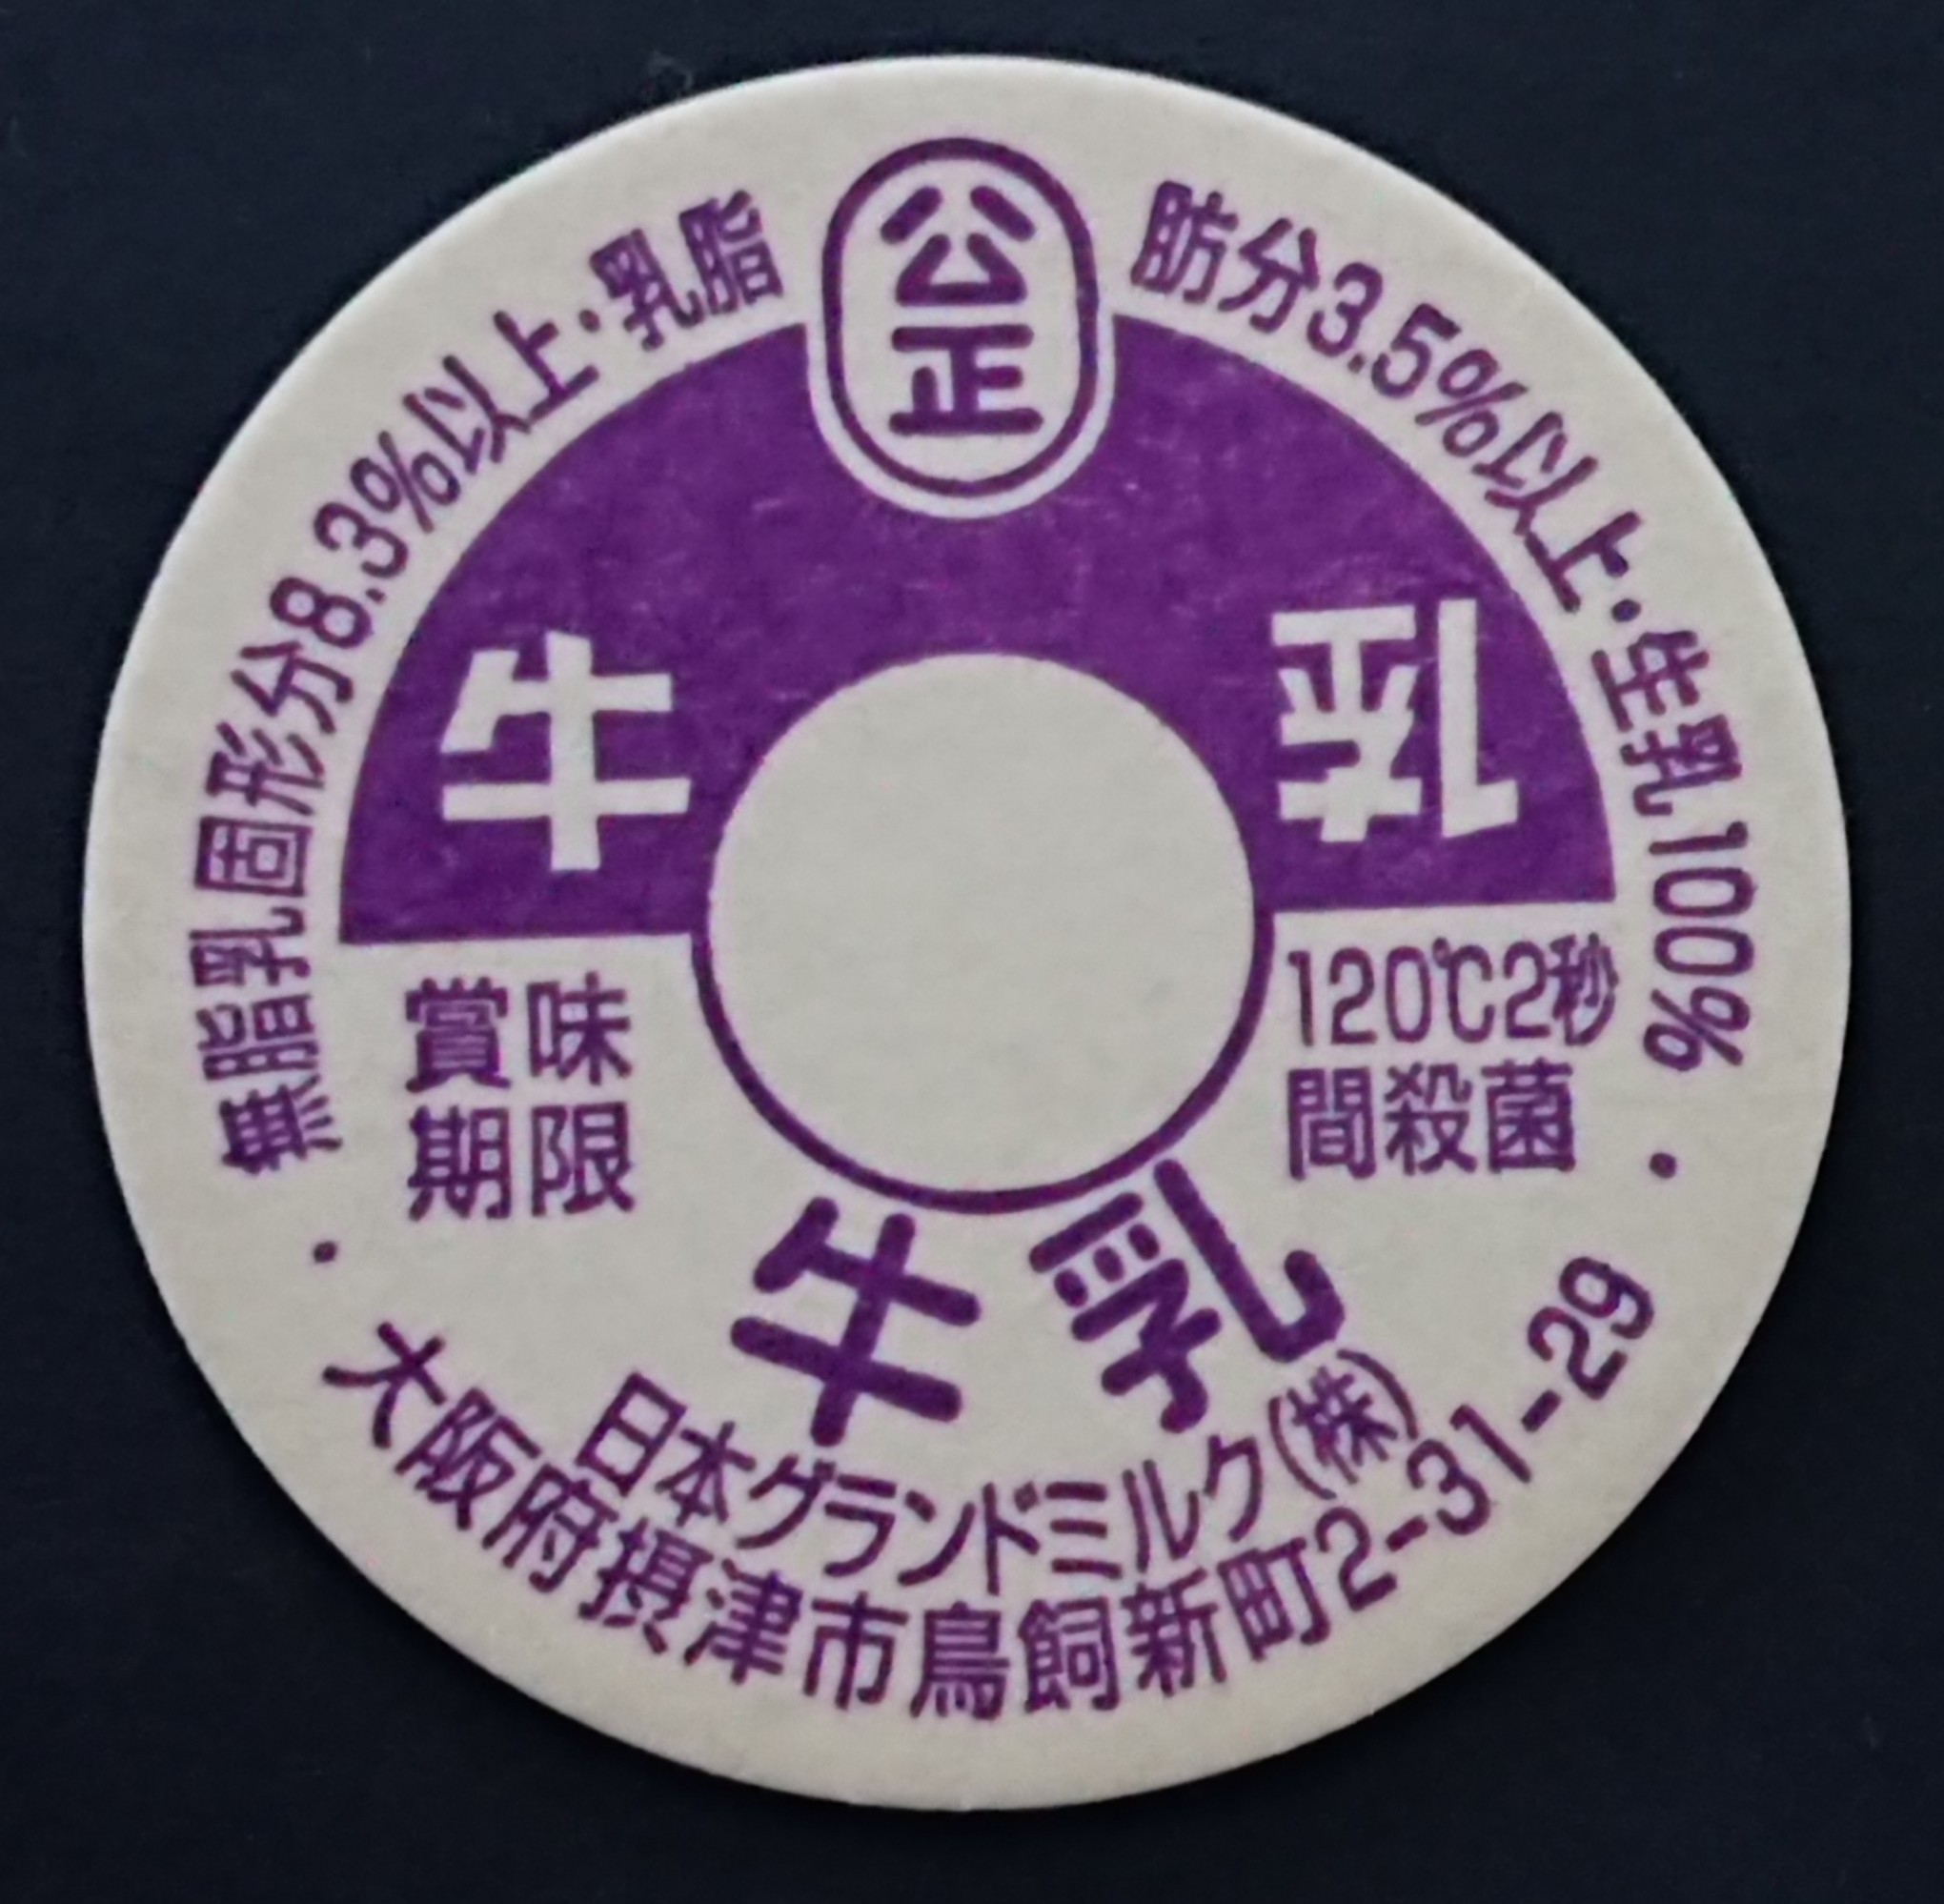 公正
無脂乳固形分8.3%以上・乳脂肪分3.5%以上・生乳100%
牛乳
賞味
期限
120℃2秒
間殺菌
牛乳
日本グランドミルク(株)
大阪府摂津市鳥飼新町2-31-29